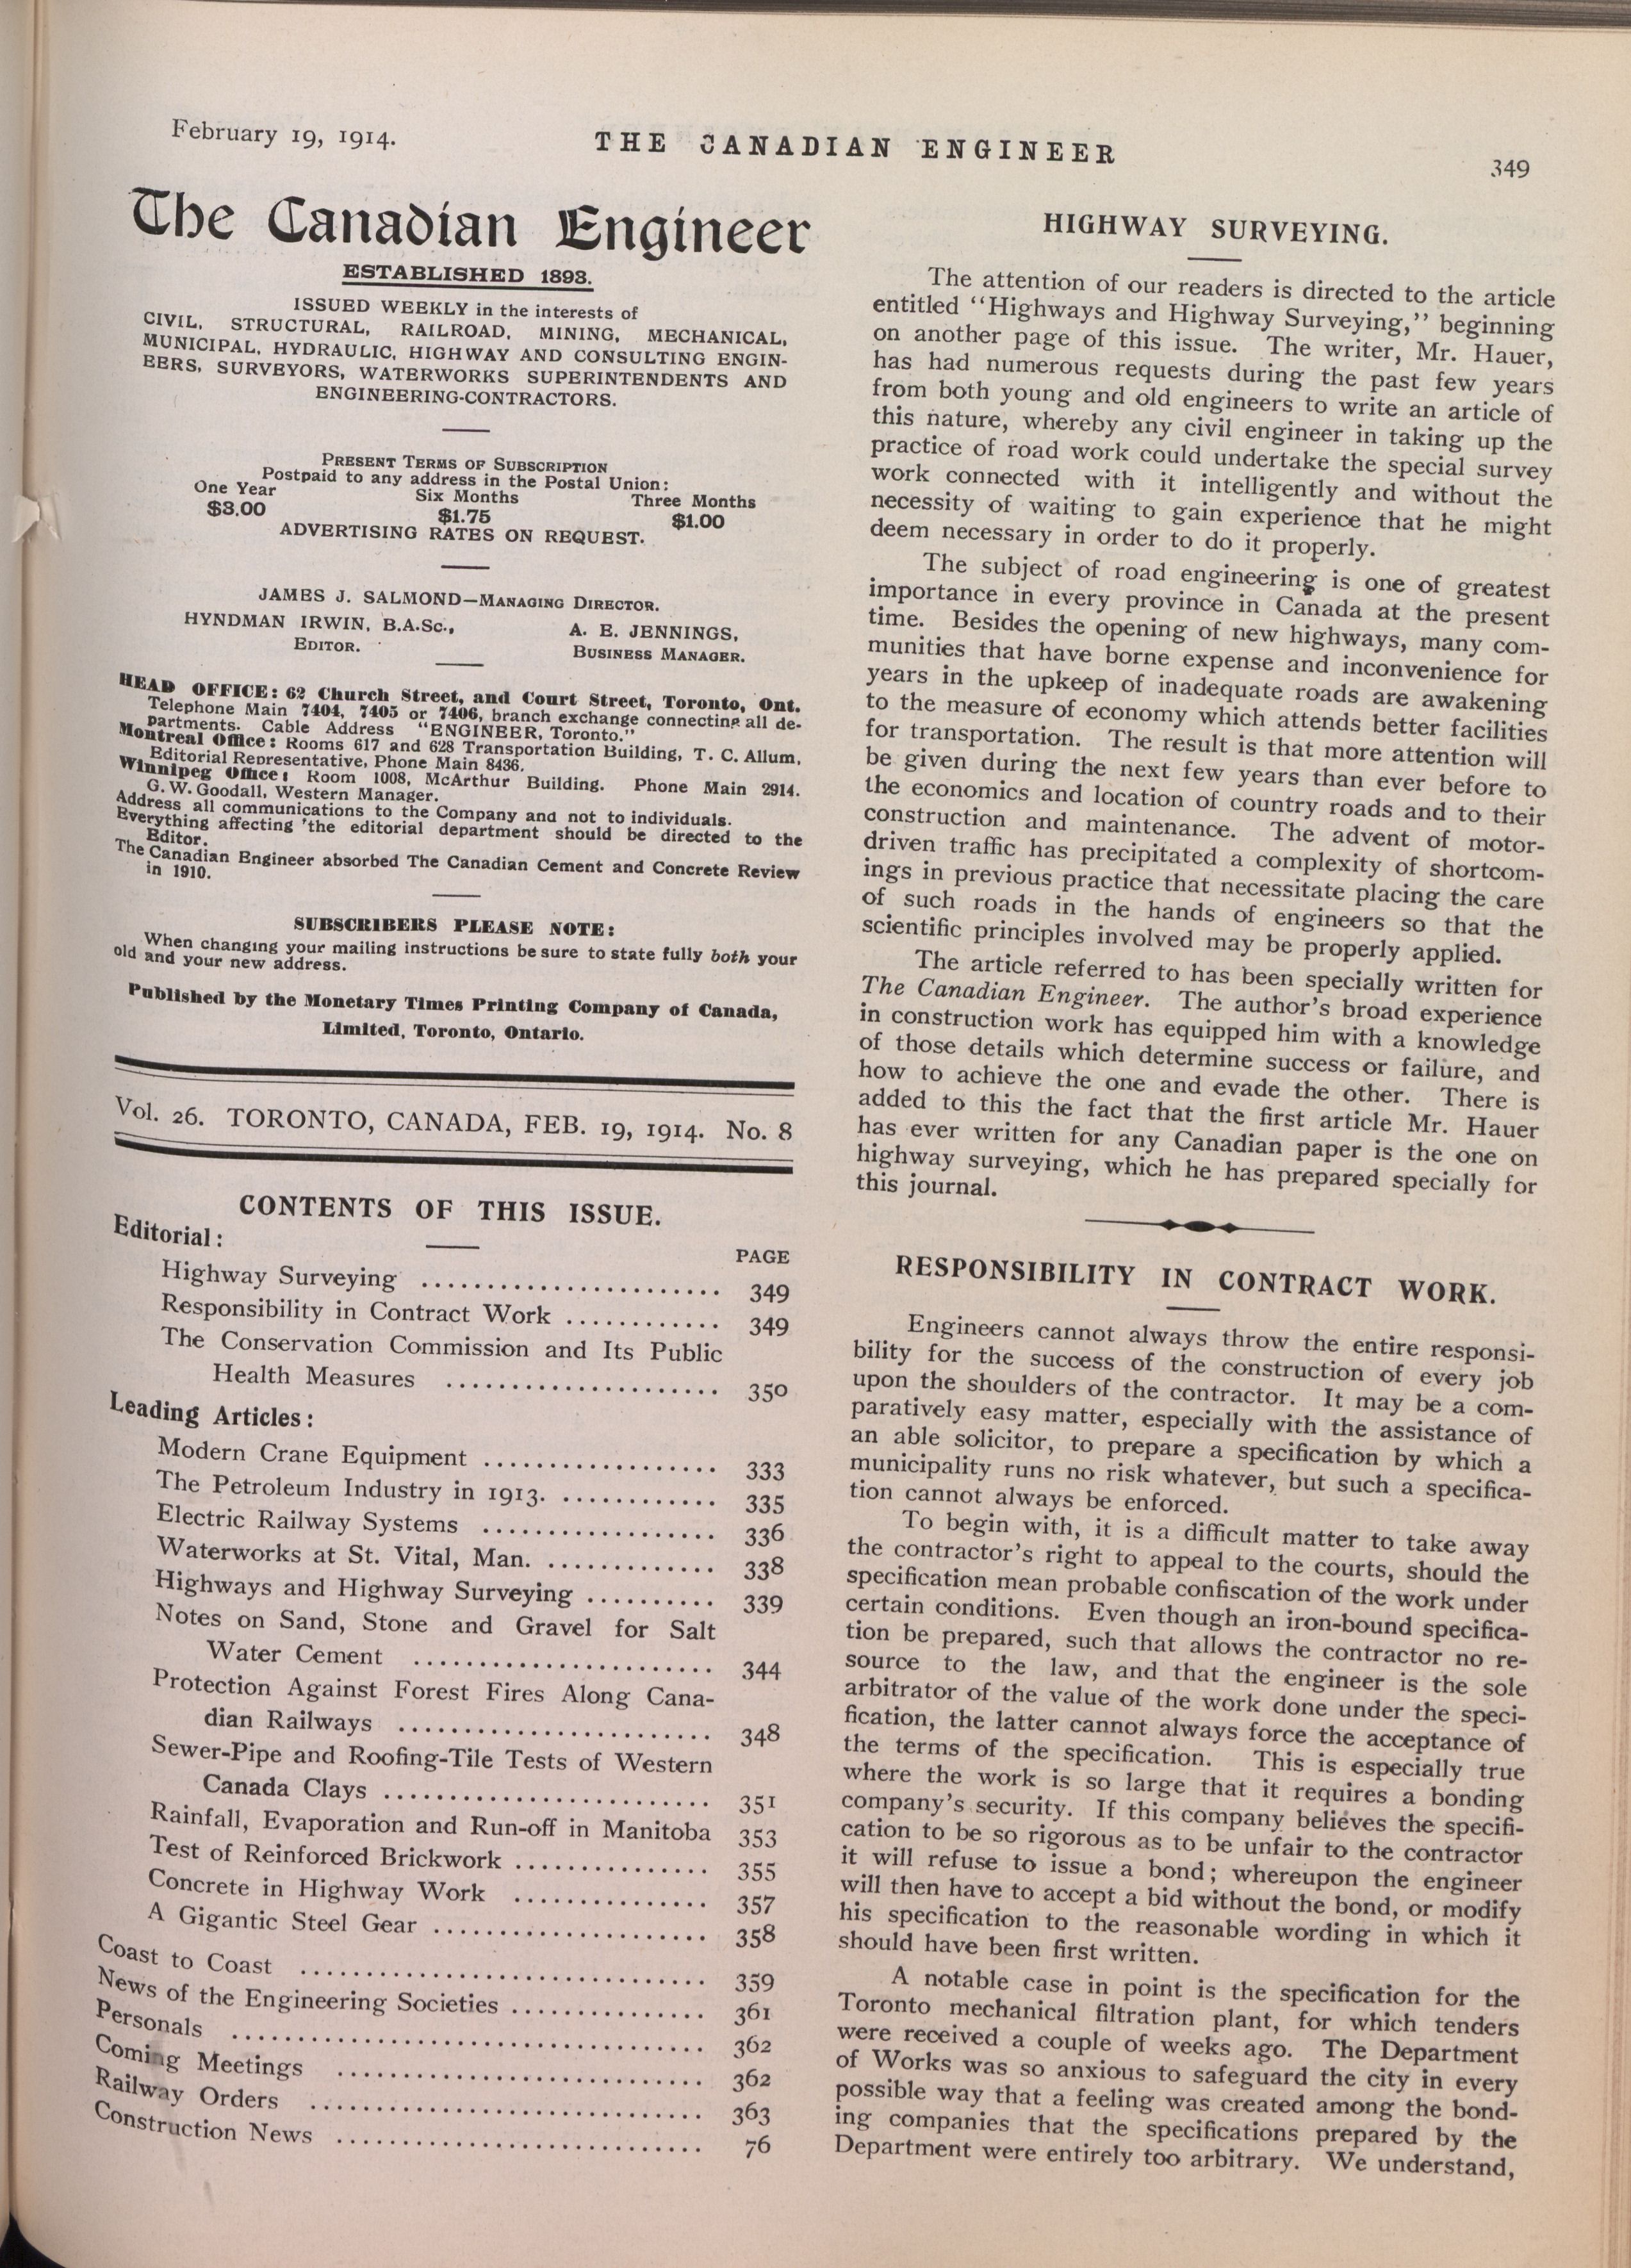 February 19, 1914.
THE CANADIAN ENGINEER
349
The Canadian Engineer
ESTABLISHED 1893.
ISSUED WEEKLY in the interests of
CIVIL, STRUCTURAL, RAILROAD, MINING, MECHANICAL,
MUNICIPAL, HYDRAULIC, HIGHWAY AND CONSULTING ENGIN-
EERS, SURVEYORS, WATERWORKS SUPERINTENDENTS AND
ENGINEERING-CONTRACTORS.
PRESENT TERMS OF SUBSCRIPTION
Postpaid to any address in the Postal Union:
One Year Six Months Three Months
$3.00 $1.75 $1.00
ADVERTISING RATES ON REQUEST.
JAMES J. SALMOND—MANAGING DIRECTOR.
HYNDMAN IRWIN, B.A.Sc., A. E. JENNINGS,
EDITOR. BUSINESS MANAGER.
HEAD OFFICE: 62 Church Street, and Court Street, Toronto, Ont.
Telephone Main 7404, 7405 or 7406, branch exchange connecting all de-
partments. Cable Address "ENGINEER, Toronto."
Montreal Office: Rooms 617 and 628 Transportation Building, T. C. Allum,
Editorial Representative, Phone Main 8436.
Winnipeg Office: Room 1008, McArthur Building. Phone Main 2914.
G. W. Goodall, Western Manager.
Address all communications to the Company and not to individuals.
Everything affecting the editorial department should be directed to the
Editor.
The Canadian Engineer absorbed The Canadian Cement and Concrete Review
in 1910.
SUBSCRIBERS PLEASE NOTE:
When changing your mailing instructions be sure to state fully both your
old and your new address.
Published by the Monetary Times Printing Company of Canada,
Limited, Toronto, Ontario.
Vol. 26. TORONTO, CANADA, FEB. 19, 1914. No. 8
CONTENTS OF THIS ISSUE.
Editorial:
PAGE
Highway Surveying ....................... 349
Responsibility in Contract Work ............ 349
The Conservation Commission and Its Public
Health Measures ..................... 350
Leading Articles:
Modern Crane Equipment .................. 333
The Petroleum Industry in 1913. ............ 335
Electric Railway Systems .................. 336
Waterworks at St. Vital, Man. ............. 338
Highways and Highway Surveying .......... 339
Notes on Sand, Stone and Gravel for Salt
Water Cement ....................... 344
Protection Against Forest Fires Along Cana-
dian Railways ........................ 348
Sewer-Pipe and Roofing-Tile Tests of Western
Canada Clays ......................... 351
Rainfall, Evaporation and Run-off in Manitoba 353
Test of Reinforced Brickwork ............... 355
Concrete in Highway Work ............... 357
A Gigantic Steel Gear ..................... 358
Coast to Coast ............................... 359
News of the Engineering Societies ............... 361
Personals .................................... 362
Coming Meetings ............................ 362
Railway Orders .............................. 363
Construction News ............................ 76
HIGHWAY SURVEYING.
The attention of our readers is directed to the article
entitled "Highways and Highway Surveying," beginning
on another page of this issue. The writer, Mr. Hauer,
has had numerous requests during the past few years
from both young and old engineers to write an article of
this nature, whereby any civil engineer in taking up the
practice of road work could undertake the special survey
work connected with it intelligently and without the
necessity of waiting to gain experience that he might
deem necessary in order to do it properly.
The subject of road engineering is one of greatest
importance in every province in Canada at the present
time. Besides the opening of new highways, many com-
munities that have borne expense and inconvenience for
years in the upkeep of inadequate roads are awakening
to the measure of economy which attends better facilities
for transportation. The result is that more attention will
be given during the next few years than ever before to
the economics and location of country roads and to their
construction and maintenance. The advent of motor-
driven traffic has precipitated a complexity of shortcom-
ings in previous practice that necessitate placing the care
of such roads in the hands of engineers so that the
scientific principles involved may be properly applied.
The article referred to has been specially written for
The Canadian Engineer. The author's broad experience
in construction work has equipped him with a knowledge
of those details which determine success or failure, and
how to achieve the one and evade the other. There is
added to this the fact that the first article Mr. Hauer
has ever written for any Canadian paper is the one on
highway surveying, which he has prepared specially for
this journal.
RESPONSIBILITY IN CONTRACT WORK.
Engineers cannot always throw the entire responsi-
bility for the success of the construction of every job
upon the shoulders of the contractor. It may be a com-
paratively easy matter, especially with the assistance of
an able solicitor, to prepare a specification by which a
municipality runs no risk whatever, but such a specifica-
tion cannot always be enforced.
To begin with, it is a difficult matter to take away
the contractor's right to appeal to the courts, should the
specification mean probable confiscation of the work under
certain conditions. Even though an iron-bound specifica-
tion be prepared, such that allows the contractor no re-
source to the law, and that the engineer is the sole
arbitrator of the value of the work done under the speci-
fication, the latter cannot always force the acceptance of
the terms of the specification. This is especially true
where the work is so large that it requires a bonding
company's security. If this company believes the specifi-
cation to be so rigorous as to be unfair to the contractor
it will refuse to issue a bond; whereupon the engineer
will then have to accept a bid without the bond, or modify
his specification to the reasonable wording in which it
should have been first written.
A notable case in point is the specification for the
Toronto mechanical filtration plant, for which tenders
were received a couple of weeks ago. The Department
of Works was so anxious to safeguard the city in every
possible way that a feeling was created among the bond-
ing companies that the specifications prepared by the
Department were entirely too arbitrary. We understand,